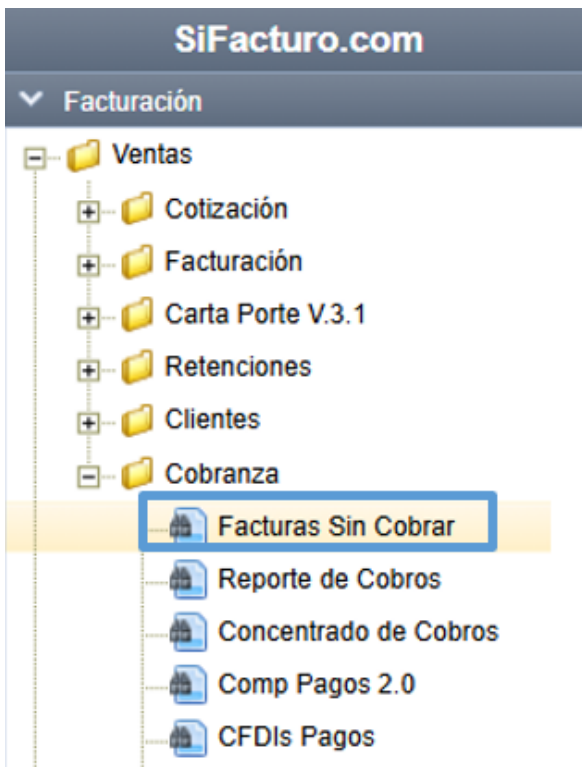 SiFacturo.com
Facturación
Ventas
Cotización
Facturación
Carta Porte V.3.1
Retenciones
Clientes
Cobranza
Facturas Sin Cobrar
Reporte de Cobros
Concentrado de Cobros
Comp Pagos 2.0
CFDIs Pagos